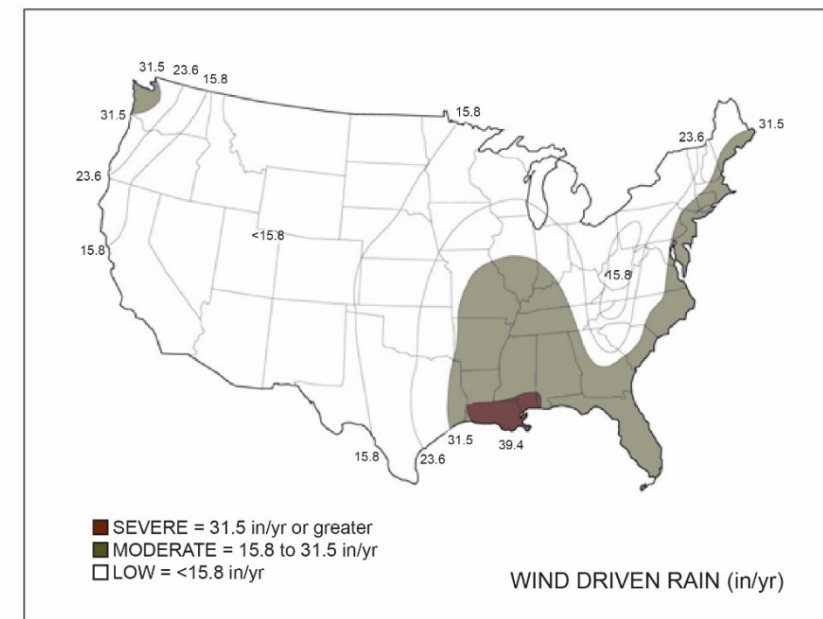 31.5 23.6 15.8
31.5
23.6
15.8
<15.8
15.8
23.6
31.5
<15.8
15.8
23.6
31.5
39.4
SEVERE = 31.5 in/yr or greater
MODERATE = 15.8 to 31.5 in/yr
LOW = <15.8 in/yr
WIND DRIVEN RAIN (in/yr)